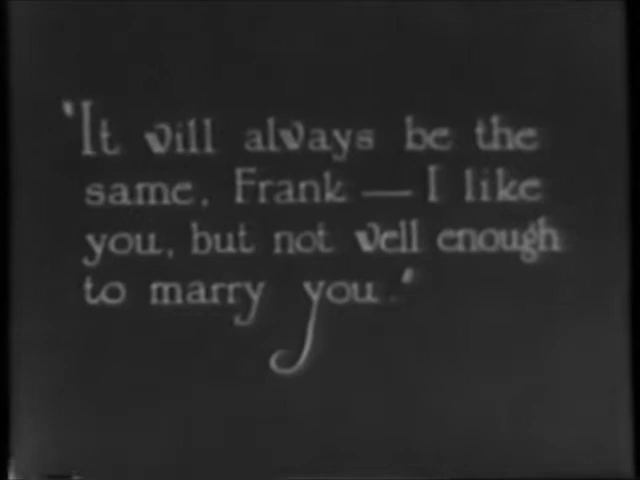 "It will always be the
same, Frank — I like
you, but not well enough
to marry you."